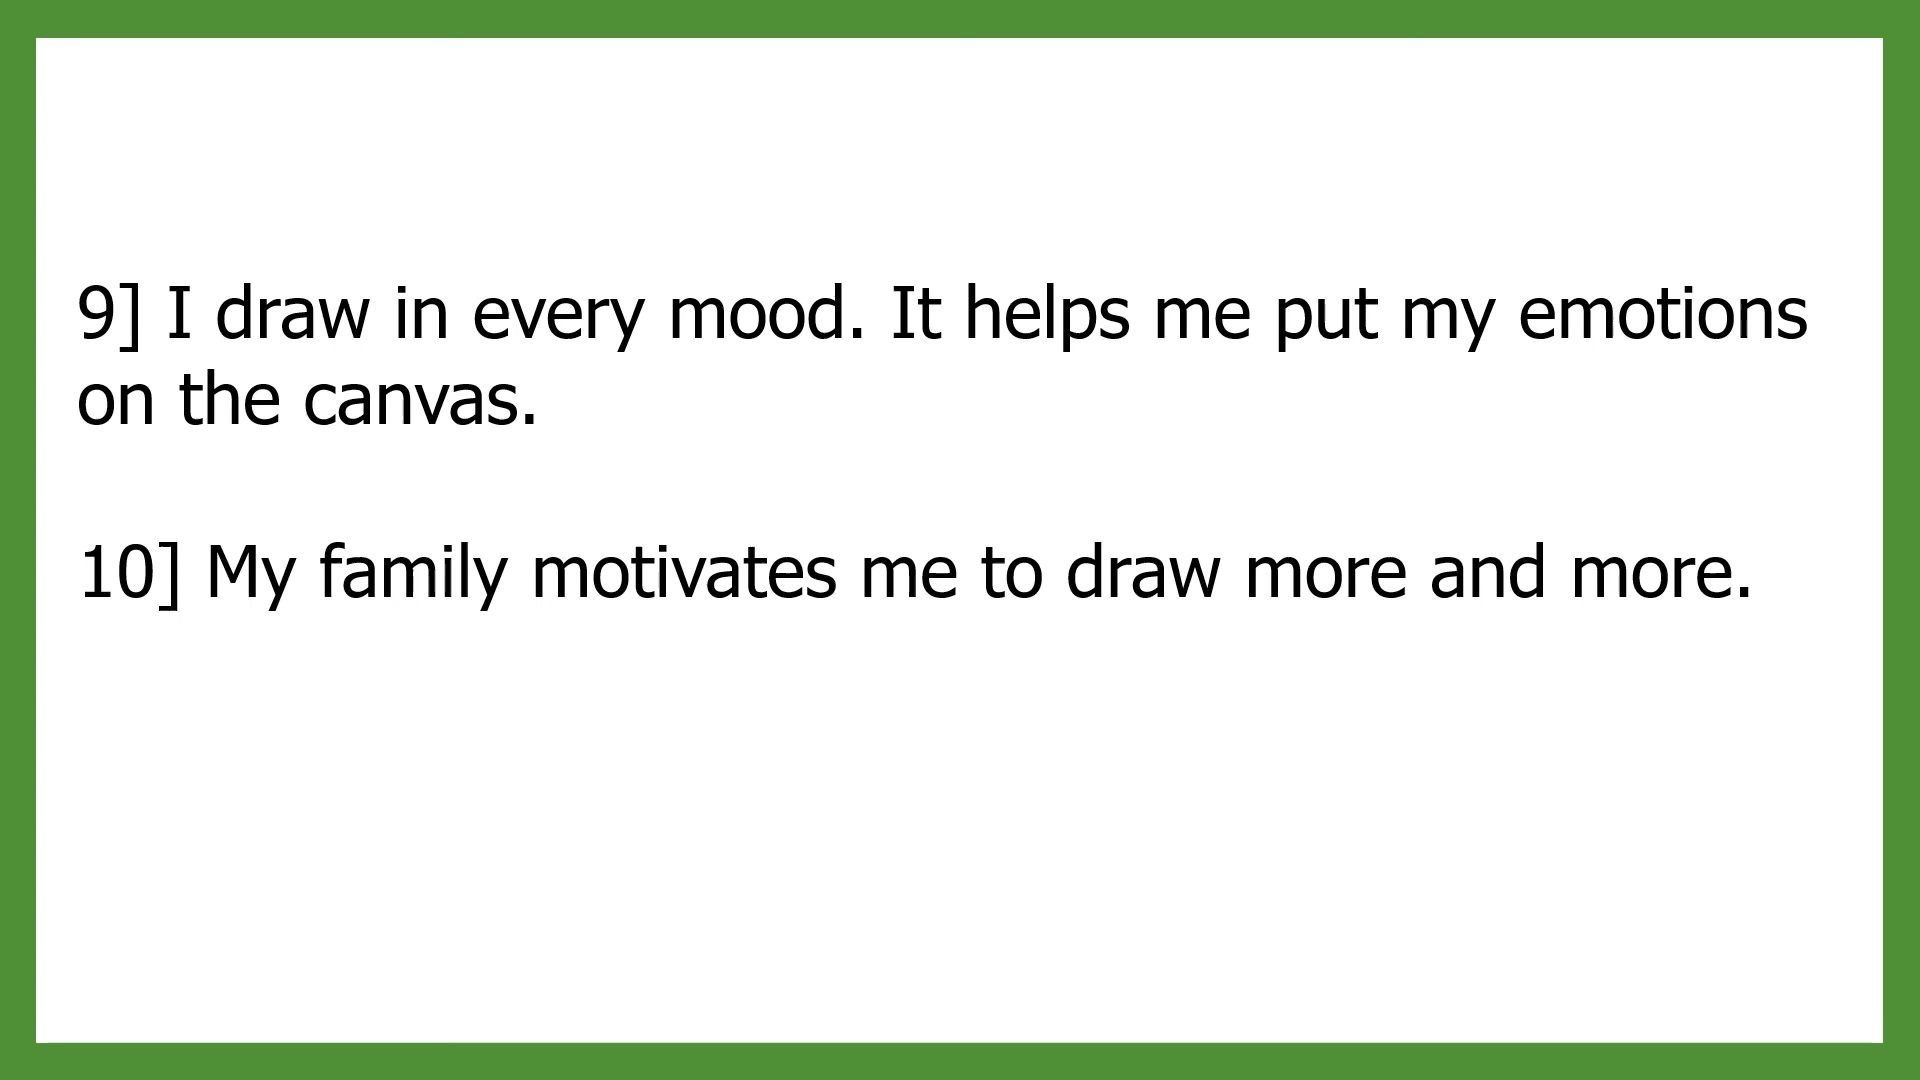 9] I draw in every mood. It helps me put my emotions
on the canvas.
10] My family motivates me to draw more and more.